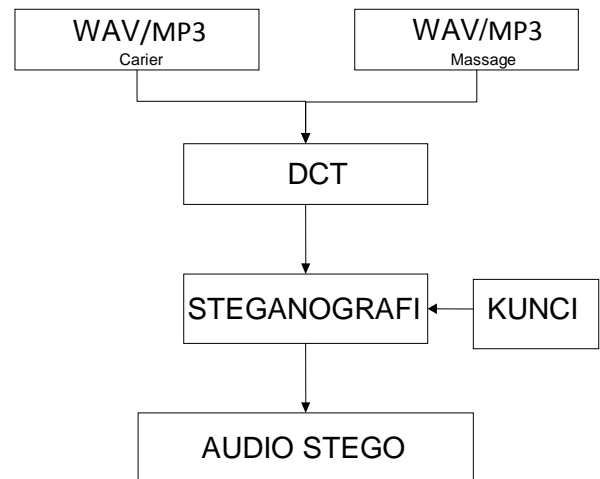 WAV/MP3
Carier
WAV/MP3
Massage
DCT
STEGANOGRAFI
KUNCI
AUDIO STEGO